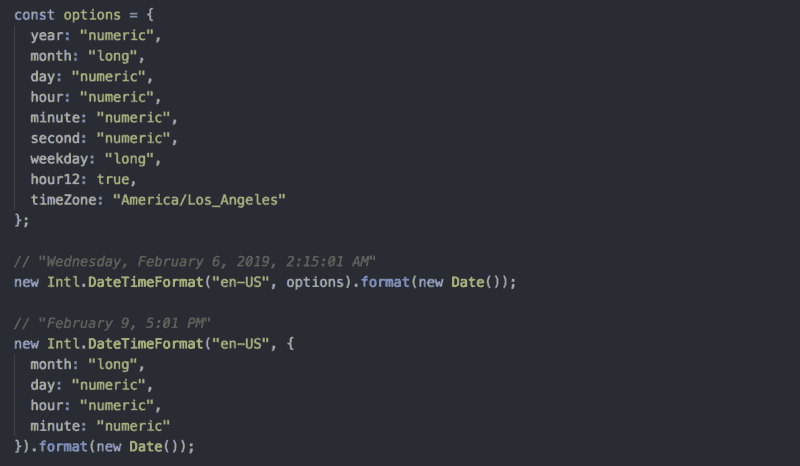 const options = {
  year: "numeric",
  month: "long",
  day: "numeric",
  hour: "numeric",
  minute: "numeric",
  second: "numeric",
  weekday: "long",
  hour12: true,
  timeZone: "America/Los_Angeles"
};

// "Wednesday, February 6, 2019, 2:15:01 AM"
new Intl.DateTimeFormat("en-US", options).format(new Date());

// "February 9, 5:01 PM"
new Intl.DateTimeFormat("en-US", {
  month: "long",
  day: "numeric",
  hour: "numeric",
  minute: "numeric"
}).format(new Date());